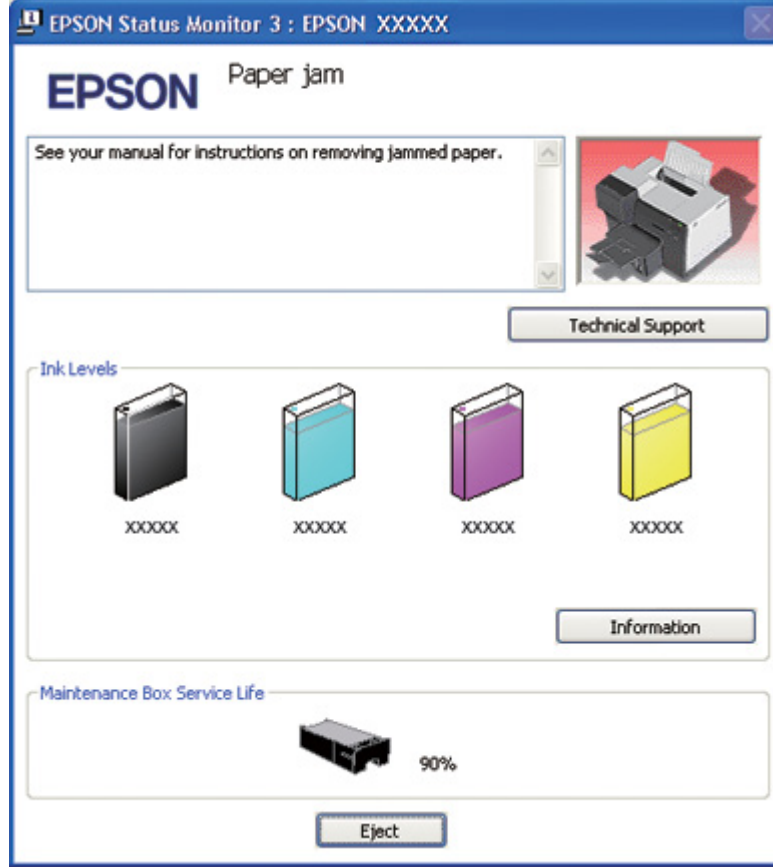 EPSON Status Monitor 3 : EPSON XXXXX
EPSON
Paper jam
See your manual for instructions on removing jammed paper.
Technical Support
Ink Levels
XXXXX XXXXX XXXXX XXXXX
Information
Maintenance Box Service Life
90%
Eject